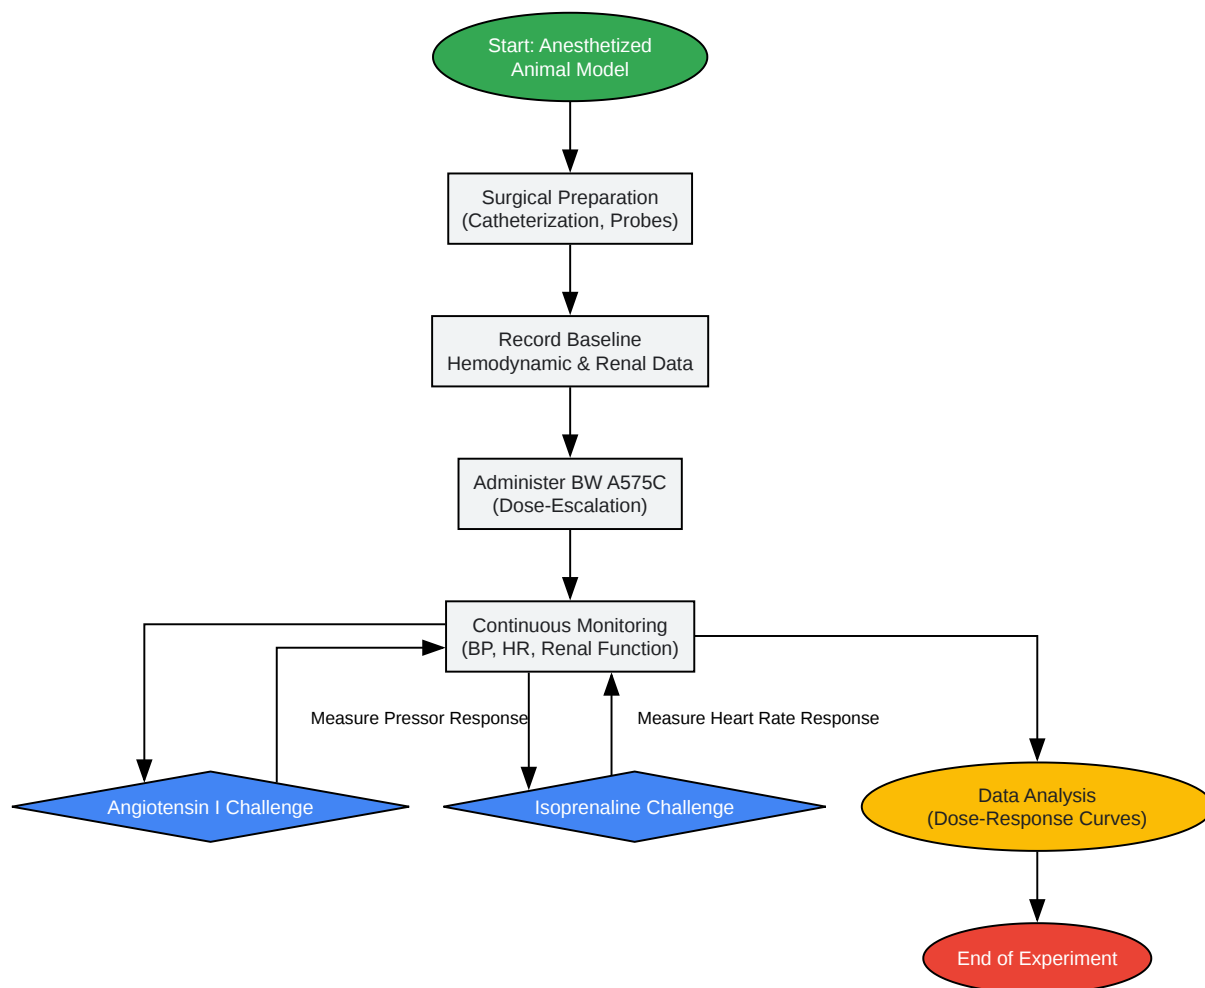 Start: Anesthetized
Animal Model
Surgical Preparation
(Catheterization, Probes)
Record Baseline
Hemodynamic & Renal Data
Administer BW A575C
(Dose-Escalation)
Continuous Monitoring
(BP, HR, Renal Function)
Measure Pressor Response
Measure Heart Rate Response
Angiotensin I Challenge
Isoprenaline Challenge
Data Analysis
(Dose-Response Curves)
End of Experiment